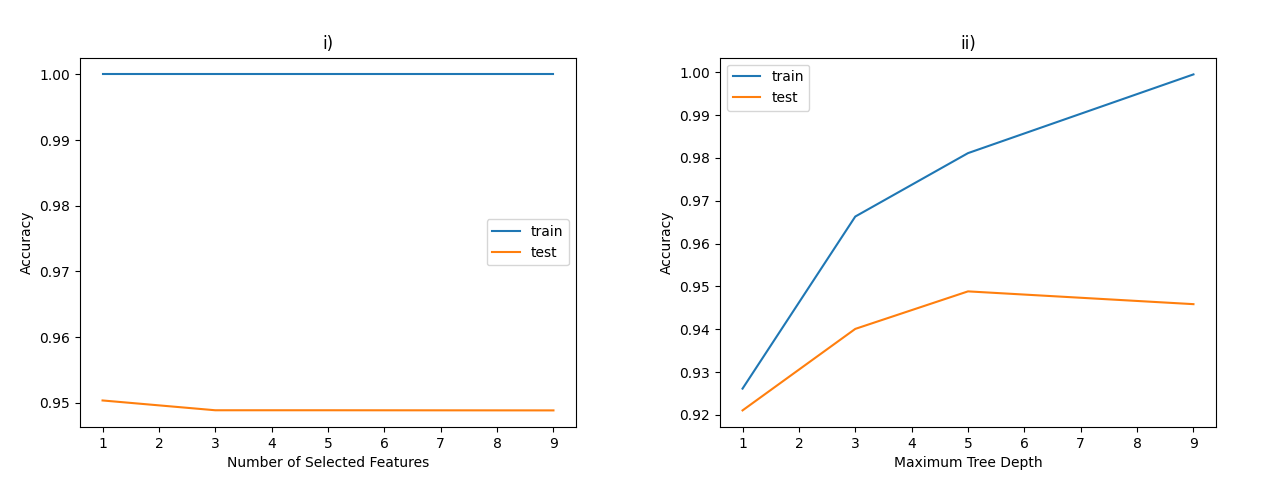 i)
1.00
0.99
0.98
0.97
0.96
0.95
Accuracy
train
test
1 2 3 4 5 6 7 8 9
Number of Selected Features
ii)
1.00
0.99
0.98
0.97
0.96
0.95
0.94
0.93
0.92
Accuracy
train
test
1 2 3 4 5 6 7 8 9
Maximum Tree Depth